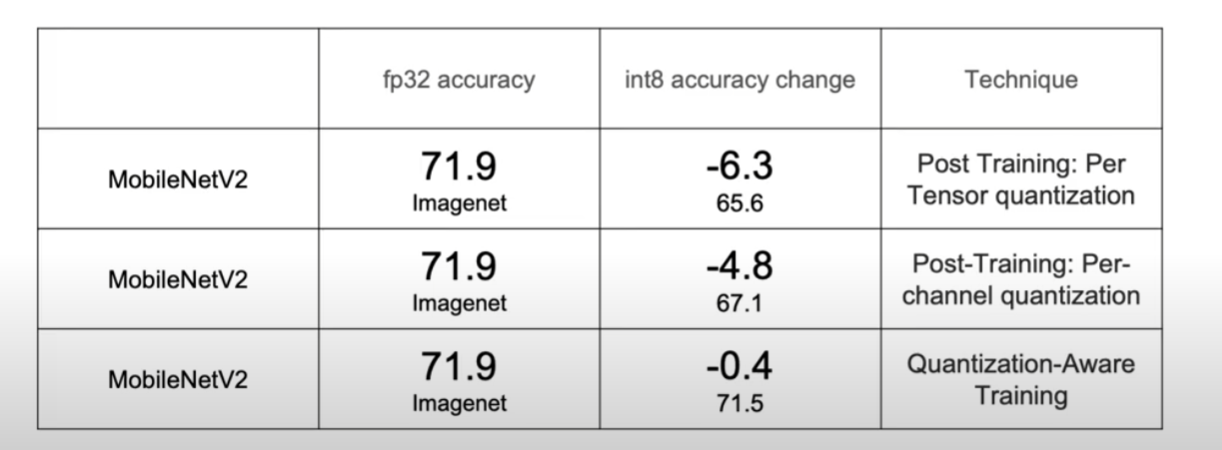 fp32 accuracy
int8 accuracy change
Technique
MobileNetV2
71.9
Imagenet
-6.3
65.6
Post Training: Per
Tensor quantization
MobileNetV2
71.9
Imagenet
-4.8
67.1
Post-Training: Per-
channel quantization
MobileNetV2
71.9
Imagenet
-0.4
71.5
Quantization-Aware
Training